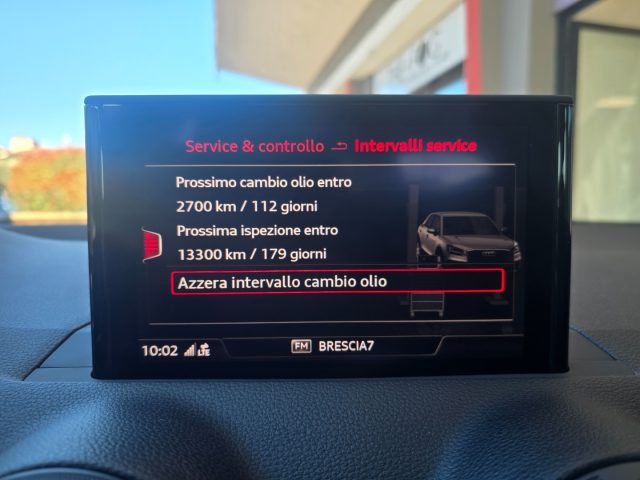 Service & controllo Intervalli service
Prossimo cambio olio entro
2700 km / 112 giorni
Prossima ispezione entro
13300 km / 179 giorni
Azzera intervallo cambio olio
10:02 LTE FM BRESCIA7